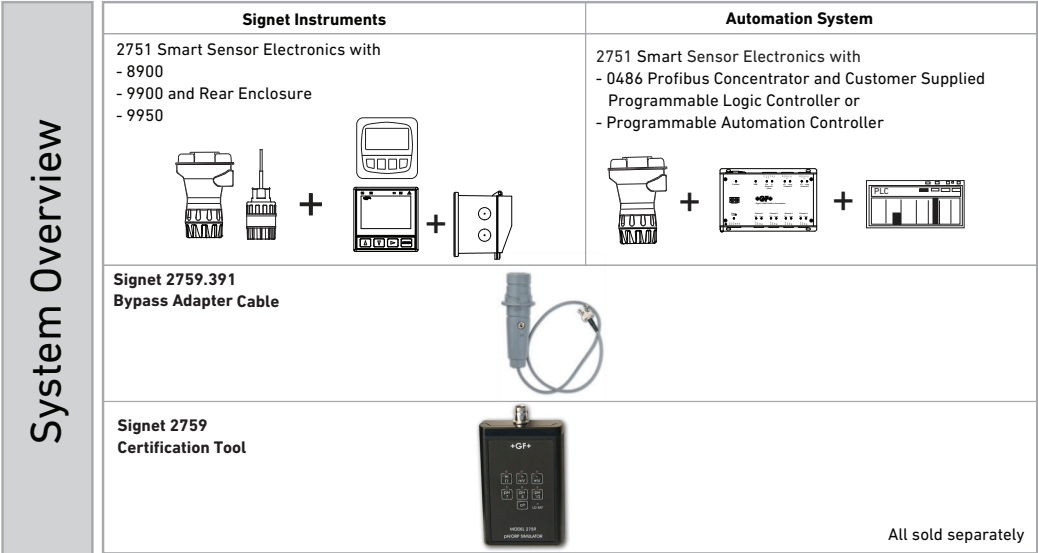 System Overview
Signet Instruments
2751 Smart Sensor Electronics with
- 8900
- 9900 and Rear Enclosure
- 9950
+
+
Automation System
2751 Smart Sensor Electronics with
- 0486 Profibus Concentrator and Customer Supplied
Programmable Logic Controller or
- Programmable Automation Controller
+
+GF+
+
PLC
Signet 2759.391
Bypass Adapter Cable
Signet 2759
Certification Tool
+GF+
MODEL 2759
pH/ORP SIMULATOR
All sold separately